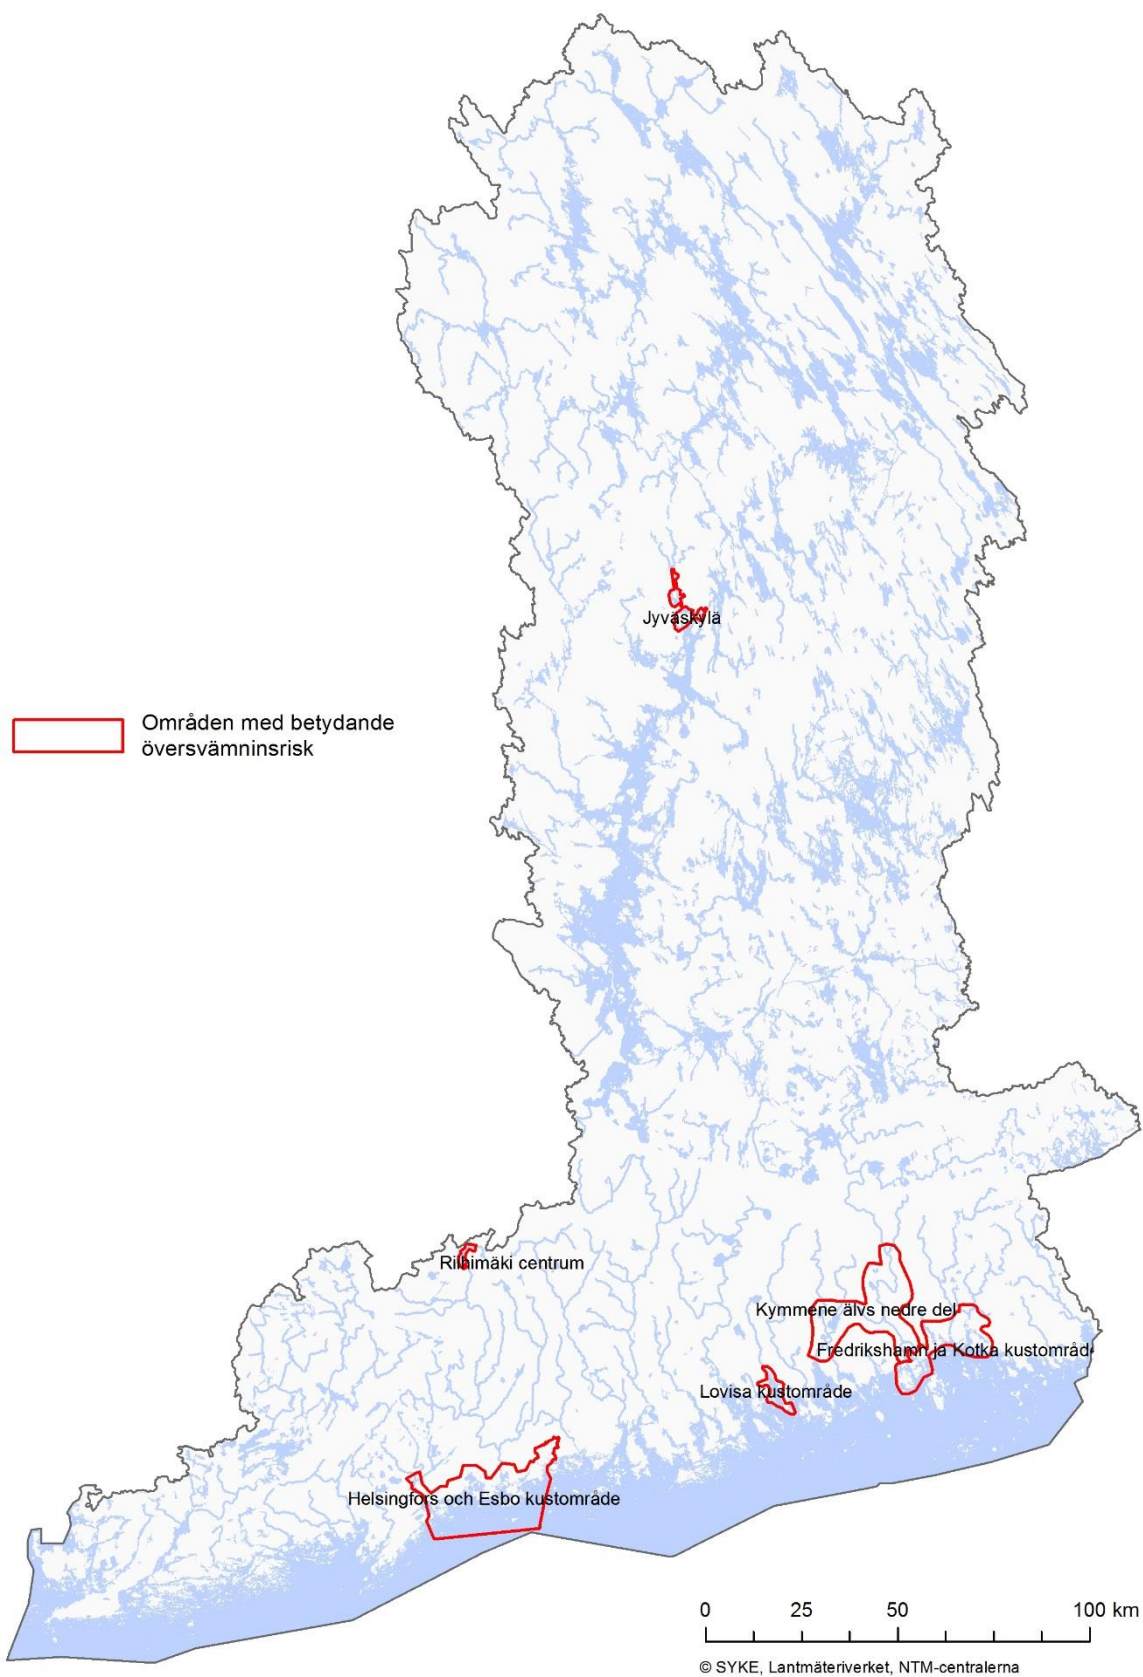 Jyväskylä
Områden med betydande
översvämninsrisk
Riihimäki centrum
Kymmene älvs nedre del
Fredrikshamn ja Kotka kustområd
Lovisa kustområde
Helsingfors och Esbo kustområde
0 25 50 100 km
© SYKE, Lantmäteriverket, NTM-centralerna